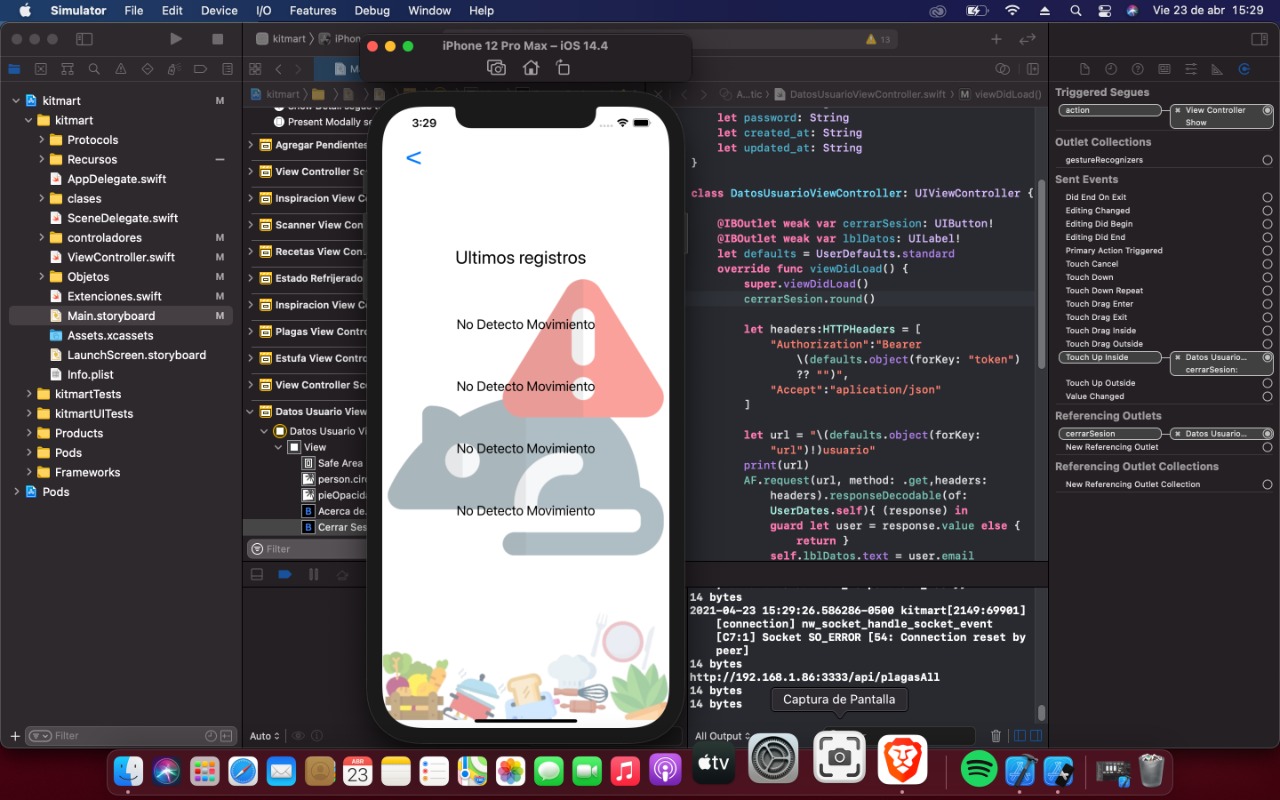 Simulator File Edit Device I/O Features Debug Window Help Vie 23 de abr 15:29
kitmart iPhon
iPhone 12 Pro Max – iOS 14.4
13
kitmart M
kitmart
Protocols
Recursos
AppDelegate.swift
clases
SceneDelegate.swift
controladores M
ViewController.swift M
Objetos M
Extenciones.swift M
Main.storyboard M
Assets.xcassets
LaunchScreen.storyboard
Info.plist
kitmartTests
kitmartUITests
Products
Pods
Frameworks
Pods
Filter
kitmart
Present Modally se
Agregar Pendientes
View Controller Sc
Inspiracion View C
Scanner View Con
Recetas View Con
Estado Refrijerado
Inspiracion View C
Plagas View Contro
Estufa View Contro
View Controller Sc
Datos Usuario View
Datos Usuario Vi
View
Safe Area
person.circ
pieOpacida
Acerca de
Cerrar Ses
Filter
Auto
3:29
<
Ultimos registros
No Detecto Movimiento
No Detecto Movimiento
No Detecto Movimiento
No Detecto Movimiento
A...tic DatosUsuarioViewController.swift M viewDidLoad()
let password: String
let created_at: String
let updated_at: String
}
class DatosUsuarioViewController: UIViewController {
@IBOutlet weak var cerrarSesion: UIButton!
@IBOutlet weak var lblDatos: UILabel!
let defaults = UserDefaults.standard
override func viewDidLoad() {
super.viewDidLoad()
cerrarSesion.round()
let headers:HTTPHeaders = [
"Authorization":"Bearer
\(defaults.object(forKey: "token")
?? "")",
"Accept":"aplication/json"
]
let url = "\(defaults.object(forKey:
"url")!)usuario"
print(url)
AF.request(url, method: .get,headers:
headers).responseDecodable(of:
UserDates.self){ (response) in
guard let user = response.value else {
return }
self.lblDatos.text = user.email
14 bytes
2021-04-23 15:29:26.586286-0500 kitmart[2149:69901]
[connection] nw_socket_handle_socket_event
[C7:1] Socket SO_ERROR [54: Connection reset by
peer]
14 bytes
http://192.168.1.86:3333/api/plagasAll
14 bytes
14 bytes
Captura de Pantalla
All Output
Triggered Segues
action View Controller
Show
Outlet Collections
gestureRecognizers
Sent Events
Did End On Exit
Editing Changed
Editing Did Begin
Editing Did End
Primary Action Triggered
Touch Cancel
Touch Down
Touch Down Repeat
Touch Drag Enter
Touch Drag Exit
Touch Drag Inside
Touch Drag Outside
Touch Up Inside Datos Usuario...
cerrarSesion:
Touch Up Outside
Value Changed
Referencing Outlets
cerrarSesion Datos Usuario...
New Referencing Outlet
Referencing Outlet Collections
New Referencing Outlet Collection
ABR
23
tv